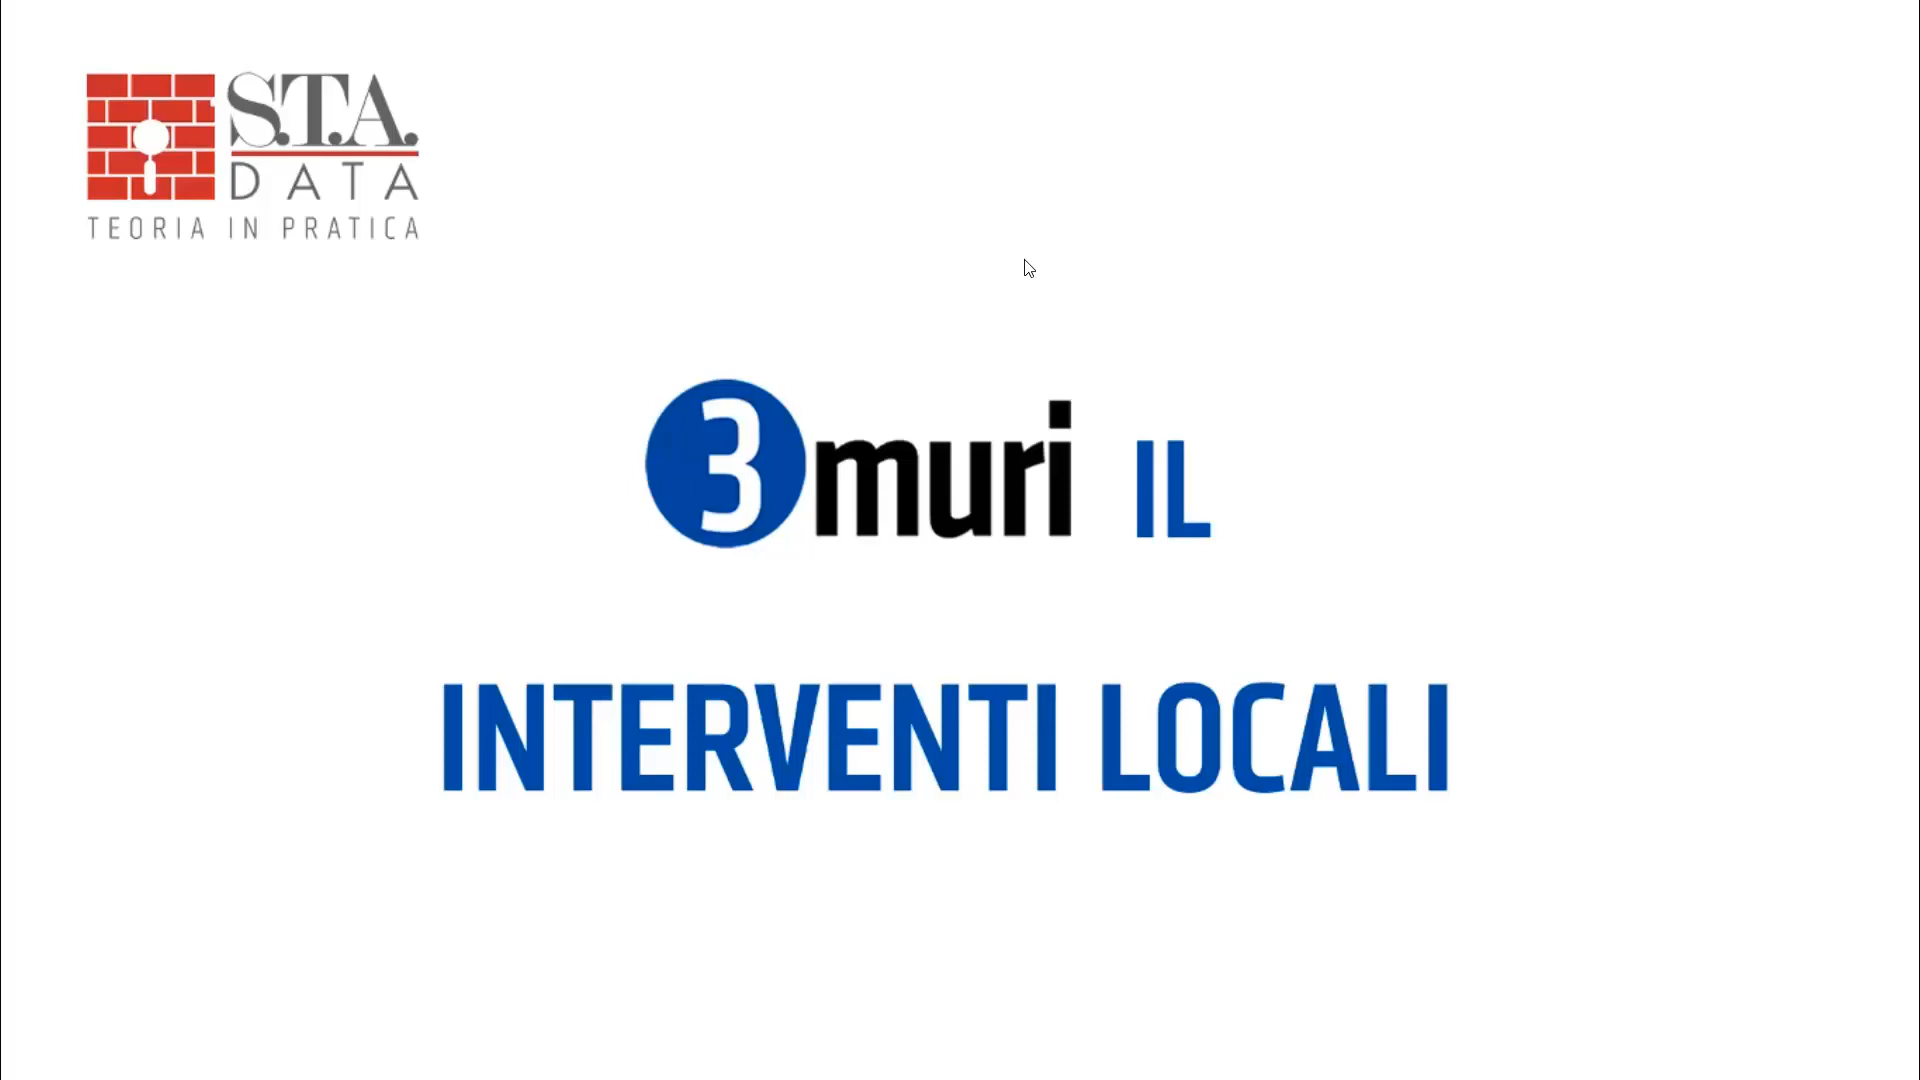 S.T.A.
DATA
TEORIA IN PRATICA
3muri IL
INTERVENTI LOCALI